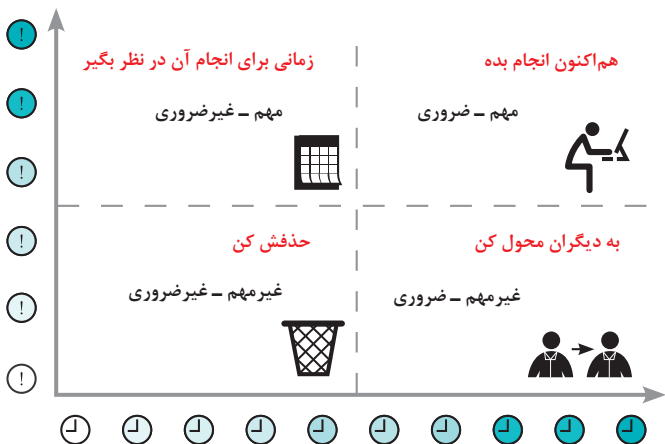 هم‌اکنون انجام بده
مهم ـ ضروری
زمانی برای انجام آن در نظر بگیر
مهم ـ غیرضروری
به دیگران محول کن
غیرمهم ـ ضروری
حذفش کن
غیرمهم ـ غیرضروری
!
!
!
!
!
!